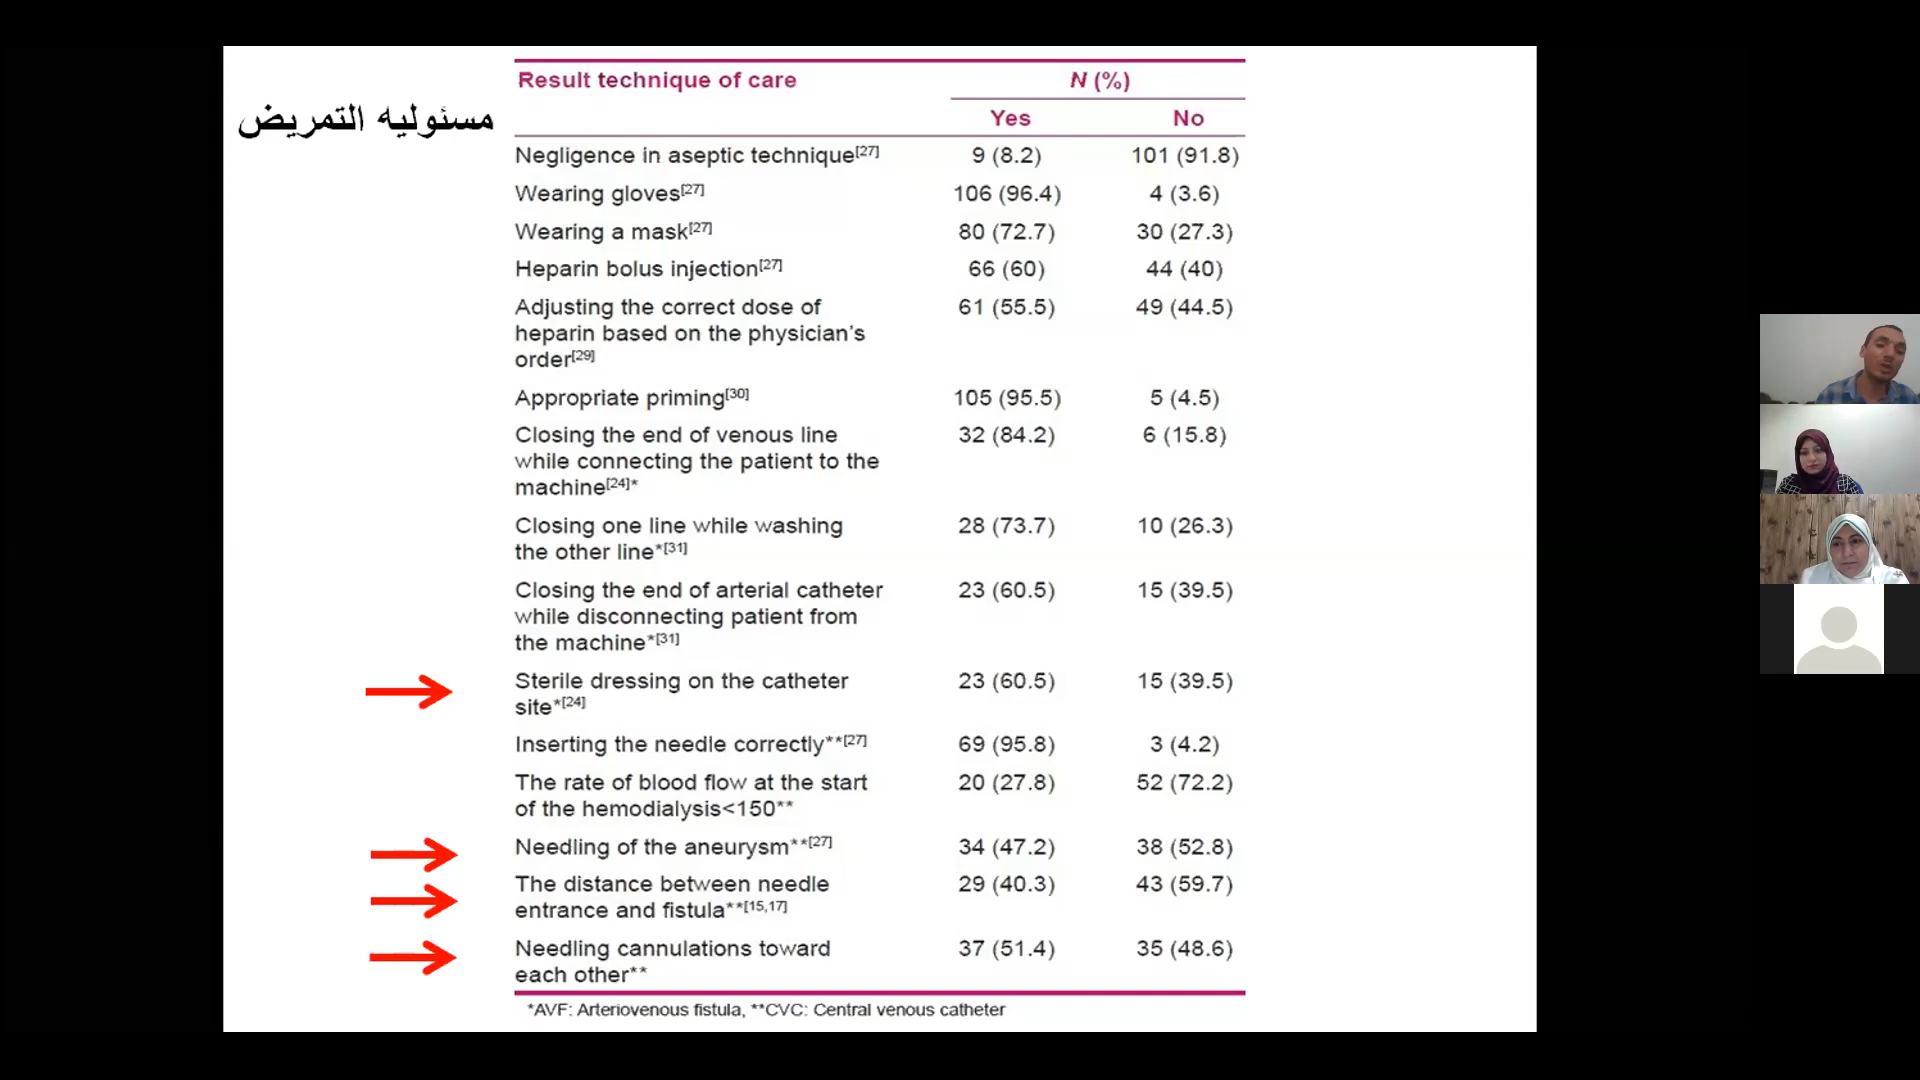 مسئوليه التمريض
Result technique of care N (%)
Yes No
Negligence in aseptic technique[27] 9 (8.2) 101 (91.8)
Wearing gloves[27] 106 (96.4) 4 (3.6)
Wearing a mask[27] 80 (72.7) 30 (27.3)
Heparin bolus injection[27] 66 (60) 44 (40)
Adjusting the correct dose of 61 (55.5) 49 (44.5)
heparin based on the physician's
order[29]
Appropriate priming[30] 105 (95.5) 5 (4.5)
Closing the end of venous line 32 (84.2) 6 (15.8)
while connecting the patient to the
machine[24]*
Closing one line while washing 28 (73.7) 10 (26.3)
the other line*[31]
Closing the end of arterial catheter 23 (60.5) 15 (39.5)
while disconnecting patient from
the machine*[31]
Sterile dressing on the catheter 23 (60.5) 15 (39.5)
site*[24]
Inserting the needle correctly**[27] 69 (95.8) 3 (4.2)
The rate of blood flow at the start 20 (27.8) 52 (72.2)
of the hemodialysis<150**
Needling of the aneurysm**[27] 34 (47.2) 38 (52.8)
The distance between needle 29 (40.3) 43 (59.7)
entrance and fistula**[15,17]
Needling cannulations toward 37 (51.4) 35 (48.6)
each other**
*AVF: Arteriovenous fistula, **CVC: Central venous catheter